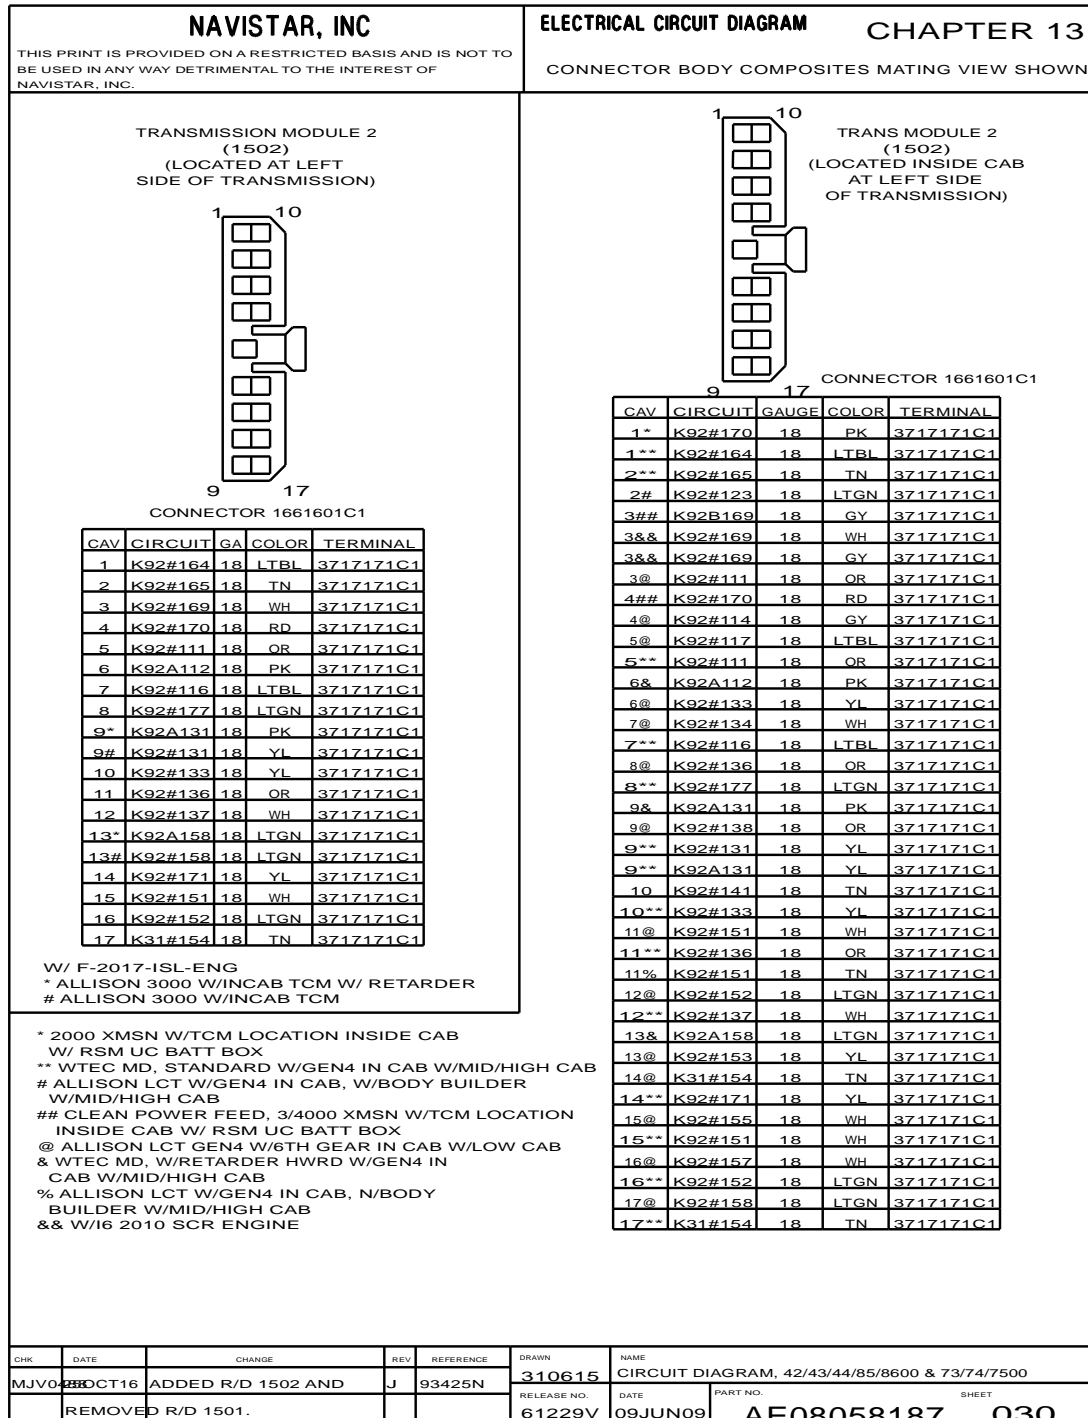 NAVISTAR, INC
THIS PRINT IS PROVIDED ON A RESTRICTED BASIS AND IS NOT TO
BE USED IN ANY WAY DETRIMENTAL TO THE INTEREST OF
NAVISTAR, INC.
ELECTRICAL CIRCUIT DIAGRAM
CHAPTER 13
CONNECTOR BODY COMPOSITES MATING VIEW SHOWN
TRANSMISSION MODULE 2
(1502)
(LOCATED AT LEFT
SIDE OF TRANSMISSION)
1 10
9 17
CONNECTOR 1661601C1
CAV CIRCUIT GA COLOR TERMINAL
1 K92#164 18 LTBL 3717171C1
2 K92#165 18 TN 3717171C1
3 K92#169 18 WH 3717171C1
4 K92#170 18 RD 3717171C1
5 K92#111 18 OR 3717171C1
6 K92A112 18 PK 3717171C1
7 K92#116 18 LTBL 3717171C1
8 K92#177 18 LTGN 3717171C1
9* K92A131 18 PK 3717171C1
9# K92#131 18 YL 3717171C1
10 K92#133 18 YL 3717171C1
11 K92#136 18 OR 3717171C1
12 K92#137 18 WH 3717171C1
13* K92A158 18 LTGN 3717171C1
13# K92#158 18 LTGN 3717171C1
14 K92#171 18 YL 3717171C1
15 K92#151 18 WH 3717171C1
16 K92#152 18 LTGN 3717171C1
17 K31#154 18 TN 3717171C1
W/ F-2017-ISL-ENG
* ALLISON 3000 W/INCAB TCM W/ RETARDER
# ALLISON 3000 W/INCAB TCM
* 2000 XMSN W/TCM LOCATION INSIDE CAB
W/ RSM UC BATT BOX
** WTEC MD, STANDARD W/GEN4 IN CAB W/MID/HIGH CAB
# ALLISON LCT W/GEN4 IN CAB, W/BODY BUILDER
W/MID/HIGH CAB
## CLEAN POWER FEED, 3/4000 XMSN W/TCM LOCATION
INSIDE CAB W/ RSM UC BATT BOX
@ ALLISON LCT GEN4 W/6TH GEAR IN CAB W/LOW CAB
& WTEC MD, W/RETARDER HWRD W/GEN4 IN
CAB W/MID/HIGH CAB
% ALLISON LCT W/GEN4 IN CAB, N/BODY
BUILDER W/MID/HIGH CAB
&& W/I6 2010 SCR ENGINE
1 10
TRANS MODULE 2
(1502)
(LOCATED INSIDE CAB
AT LEFT SIDE
OF TRANSMISSION)
CONNECTOR 1661601C1
9 17
CAV CIRCUIT GAUGE COLOR TERMINAL
1* K92#170 18 PK 3717171C1
1** K92#164 18 LTBL 3717171C1
2** K92#165 18 TN 3717171C1
2# K92#123 18 LTGN 3717171C1
3## K92B169 18 GY 3717171C1
3&& K92#169 18 WH 3717171C1
3&& K92#169 18 GY 3717171C1
3@ K92#111 18 OR 3717171C1
4## K92#170 18 RD 3717171C1
4@ K92#114 18 GY 3717171C1
5@ K92#117 18 LTBL 3717171C1
5** K92#111 18 OR 3717171C1
6& K92A112 18 PK 3717171C1
6@ K92#133 18 YL 3717171C1
7@ K92#134 18 WH 3717171C1
7** K92#116 18 LTBL 3717171C1
8@ K92#136 18 OR 3717171C1
8** K92#177 18 LTGN 3717171C1
9& K92A131 18 PK 3717171C1
9@ K92#138 18 OR 3717171C1
9** K92#131 18 YL 3717171C1
9** K92A131 18 YL 3717171C1
10 K92#141 18 TN 3717171C1
10** K92#133 18 YL 3717171C1
11@ K92#151 18 WH 3717171C1
11** K92#136 18 OR 3717171C1
11% K92#151 18 TN 3717171C1
12@ K92#152 18 LTGN 3717171C1
12** K92#137 18 WH 3717171C1
13& K92A158 18 LTGN 3717171C1
13@ K92#153 18 YL 3717171C1
14@ K31#154 18 TN 3717171C1
14** K92#171 18 YL 3717171C1
15@ K92#155 18 WH 3717171C1
15** K92#151 18 WH 3717171C1
16@ K92#157 18 WH 3717171C1
16** K92#152 18 LTGN 3717171C1
17@ K92#158 18 LTGN 3717171C1
17** K31#154 18 TN 3717171C1
CHK DATE CHANGE REV REFERENCE
OCT16 ADDED R/D 1502 AND J 93425N
REMOVED R/D 1501.
DRAWN NAME
310615 CIRCUIT DIAGRAM, 42/43/44/85/8600 & 73/74/7500
RELEASE NO. DATE PART NO. SHEET
61229V 09JUN09 AE08058187 030